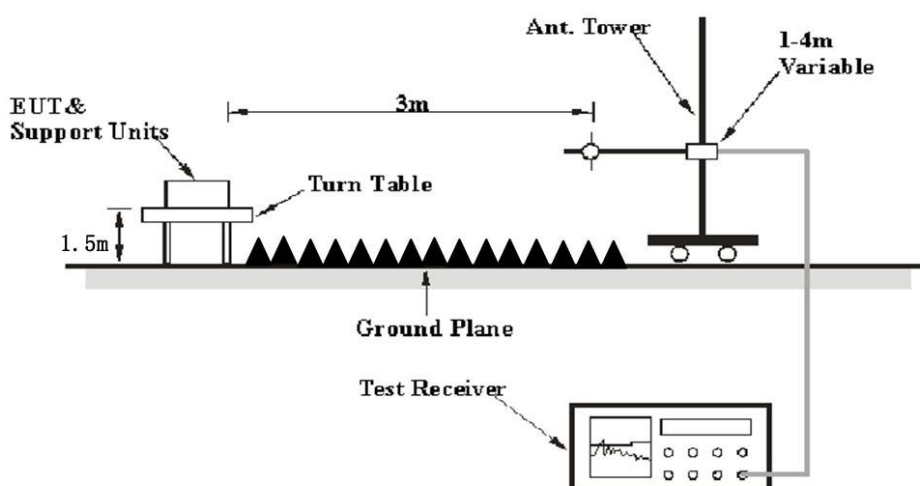 Ant. Tower
1-4m
Variable
3m
EUT&
Support Units
Turn Table
1.5m
Ground Plane
Test Receiver